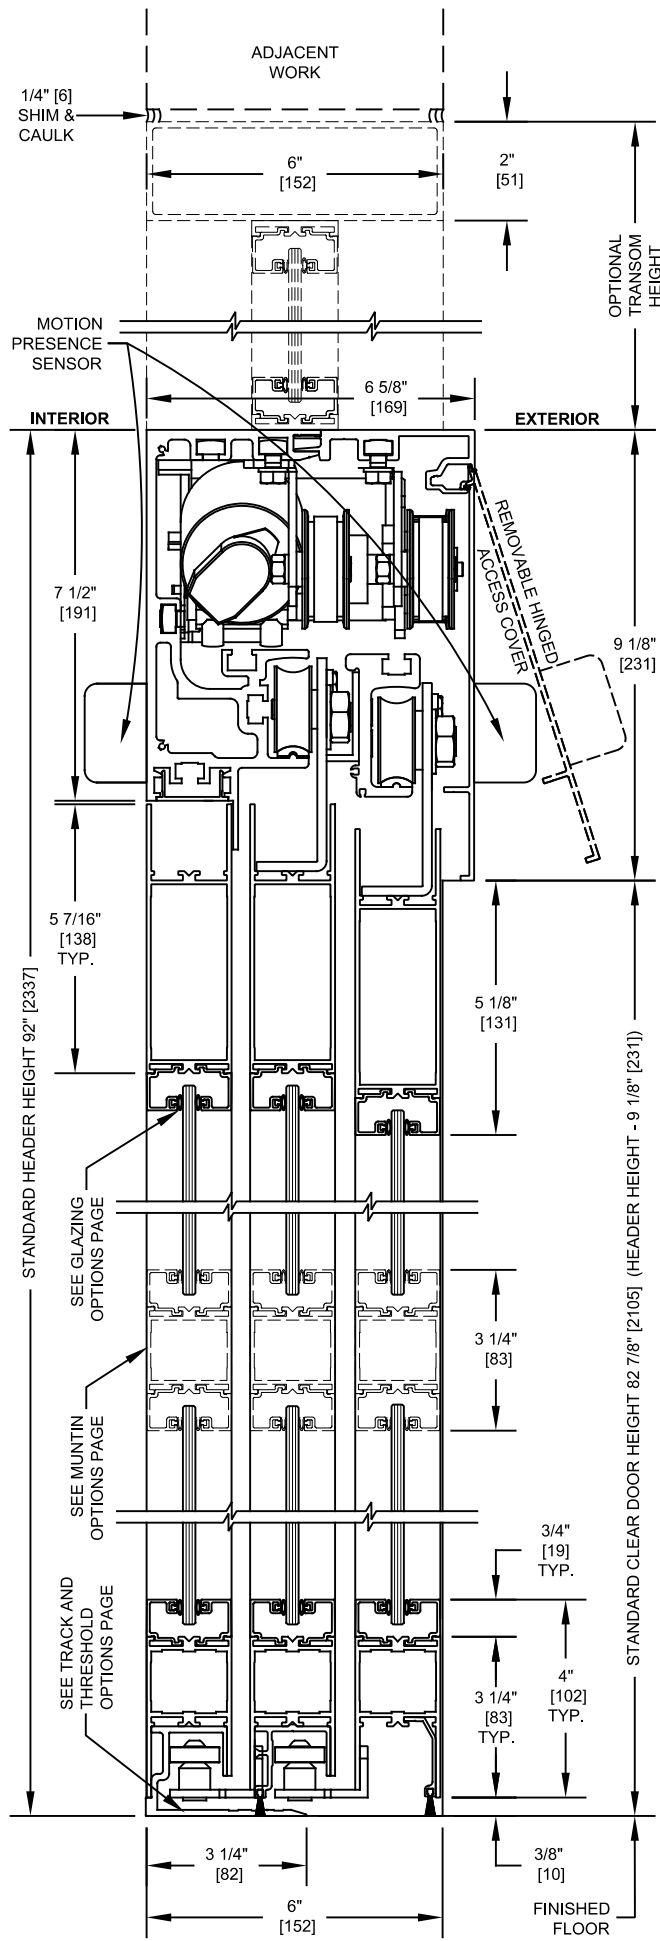 ADJACENT
WORK
1/4" [6]
SHIM &
CAULK
6"
[152]
2"
[51]
OPTIONAL
TRANSOM
HEIGHT
MOTION
PRESENCE
SENSOR
6 5/8"
[169]
INTERIOR
EXTERIOR
7 1/2"
[191]
REMOVABLE HINGED
ACCESS COVER
9 1/8"
[231]
5 7/16"
[138]
TYP.
5 1/8"
[131]
STANDARD HEADER HEIGHT 92" [2337]
STANDARD CLEAR DOOR HEIGHT 82 7/8" [2105] (HEADER HEIGHT - 9 1/8" [231])
SEE GLAZING
OPTIONS PAGE
3 1/4"
[83]
SEE MUNTIN
OPTIONS PAGE
3/4"
[19]
TYP.
SEE TRACK AND
THRESHOLD
OPTIONS PAGE
3 1/4"
[83]
TYP.
4"
[102]
TYP.
3 1/4"
[82]
3/8"
[10]
6"
[152]
FINISHED
FLOOR